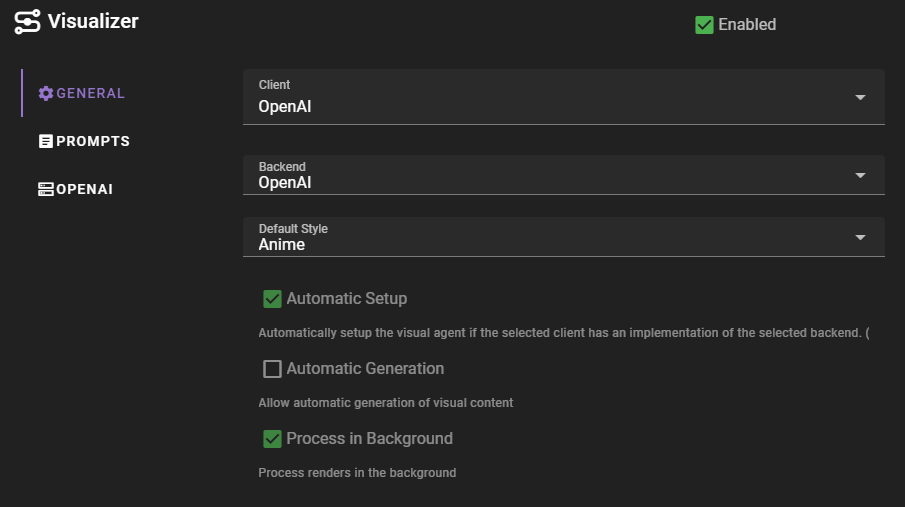 Visualizer
Enabled
GENERAL
PROMPTS
OPENAI
Client
OpenAI
Backend
OpenAI
Default Style
Anime
Automatic Setup
Automatically setup the visual agent if the selected client has an implementation of the selected backend. (
Automatic Generation
Allow automatic generation of visual content
Process in Background
Process renders in the background